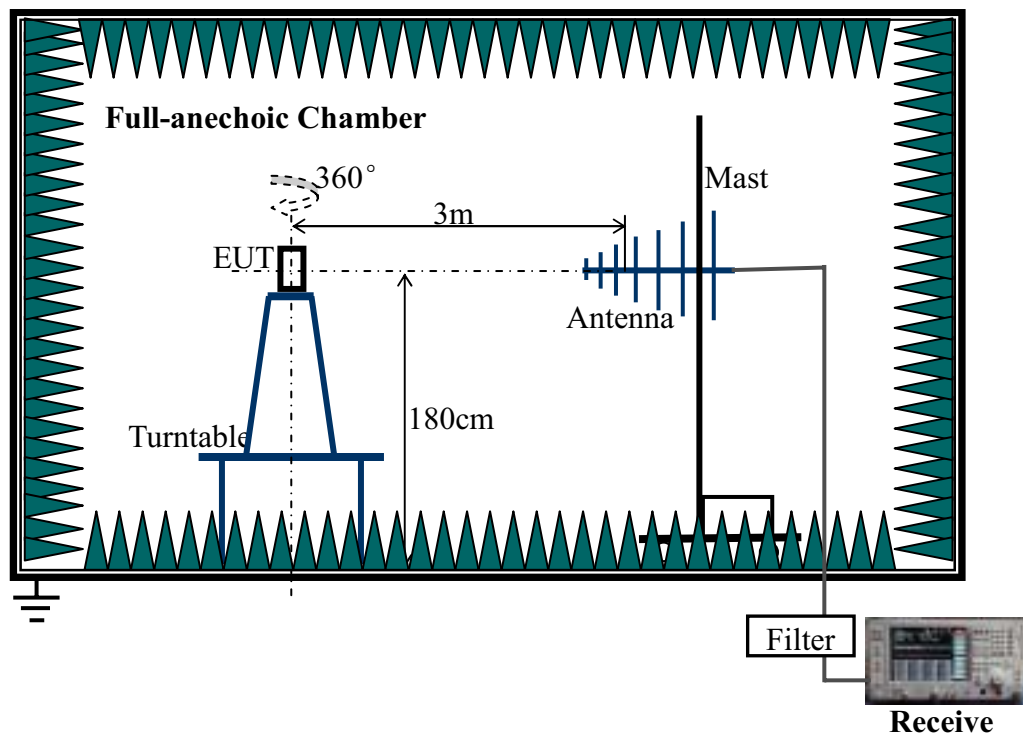 Full-anechoic Chamber
360°
Mast
3m
EUT
Antenna
180cm
Turntable
Filter
Receive